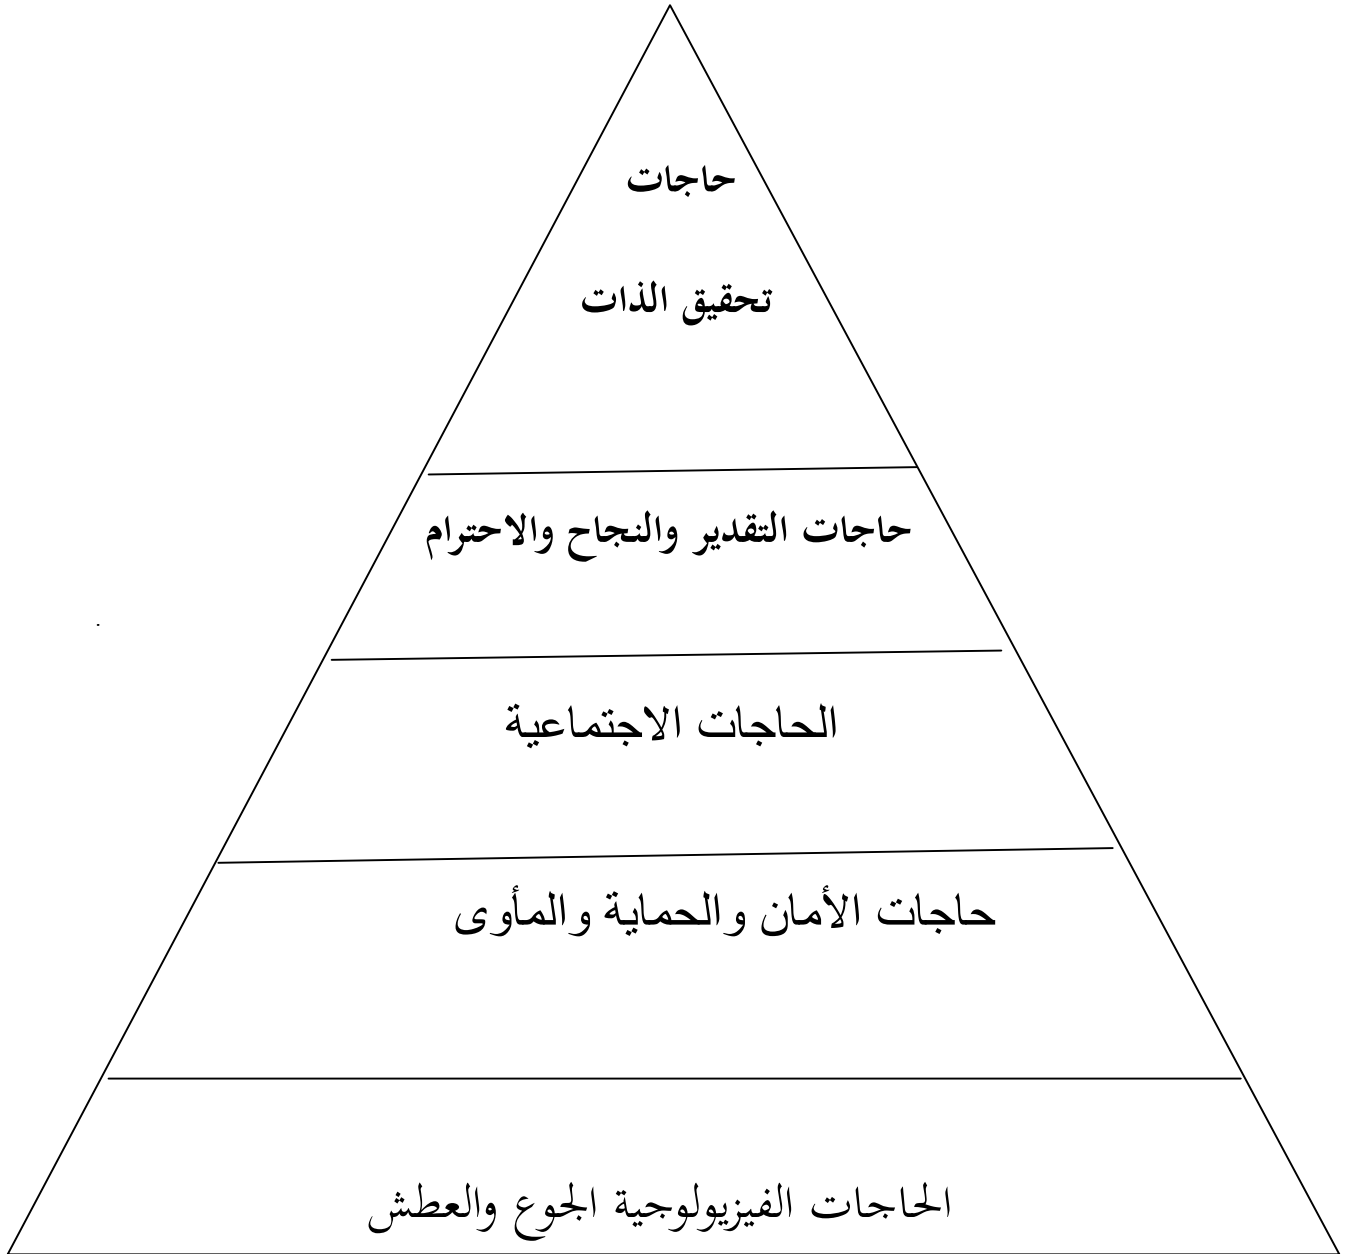 حاجات
تحقيق الذات
حاجات التقدير والنجاح والاحترام
الحاجات الاجتماعية
حاجات الأمان والحماية والمأوى
الحاجات الفيزيولوجية الجوع والعطش